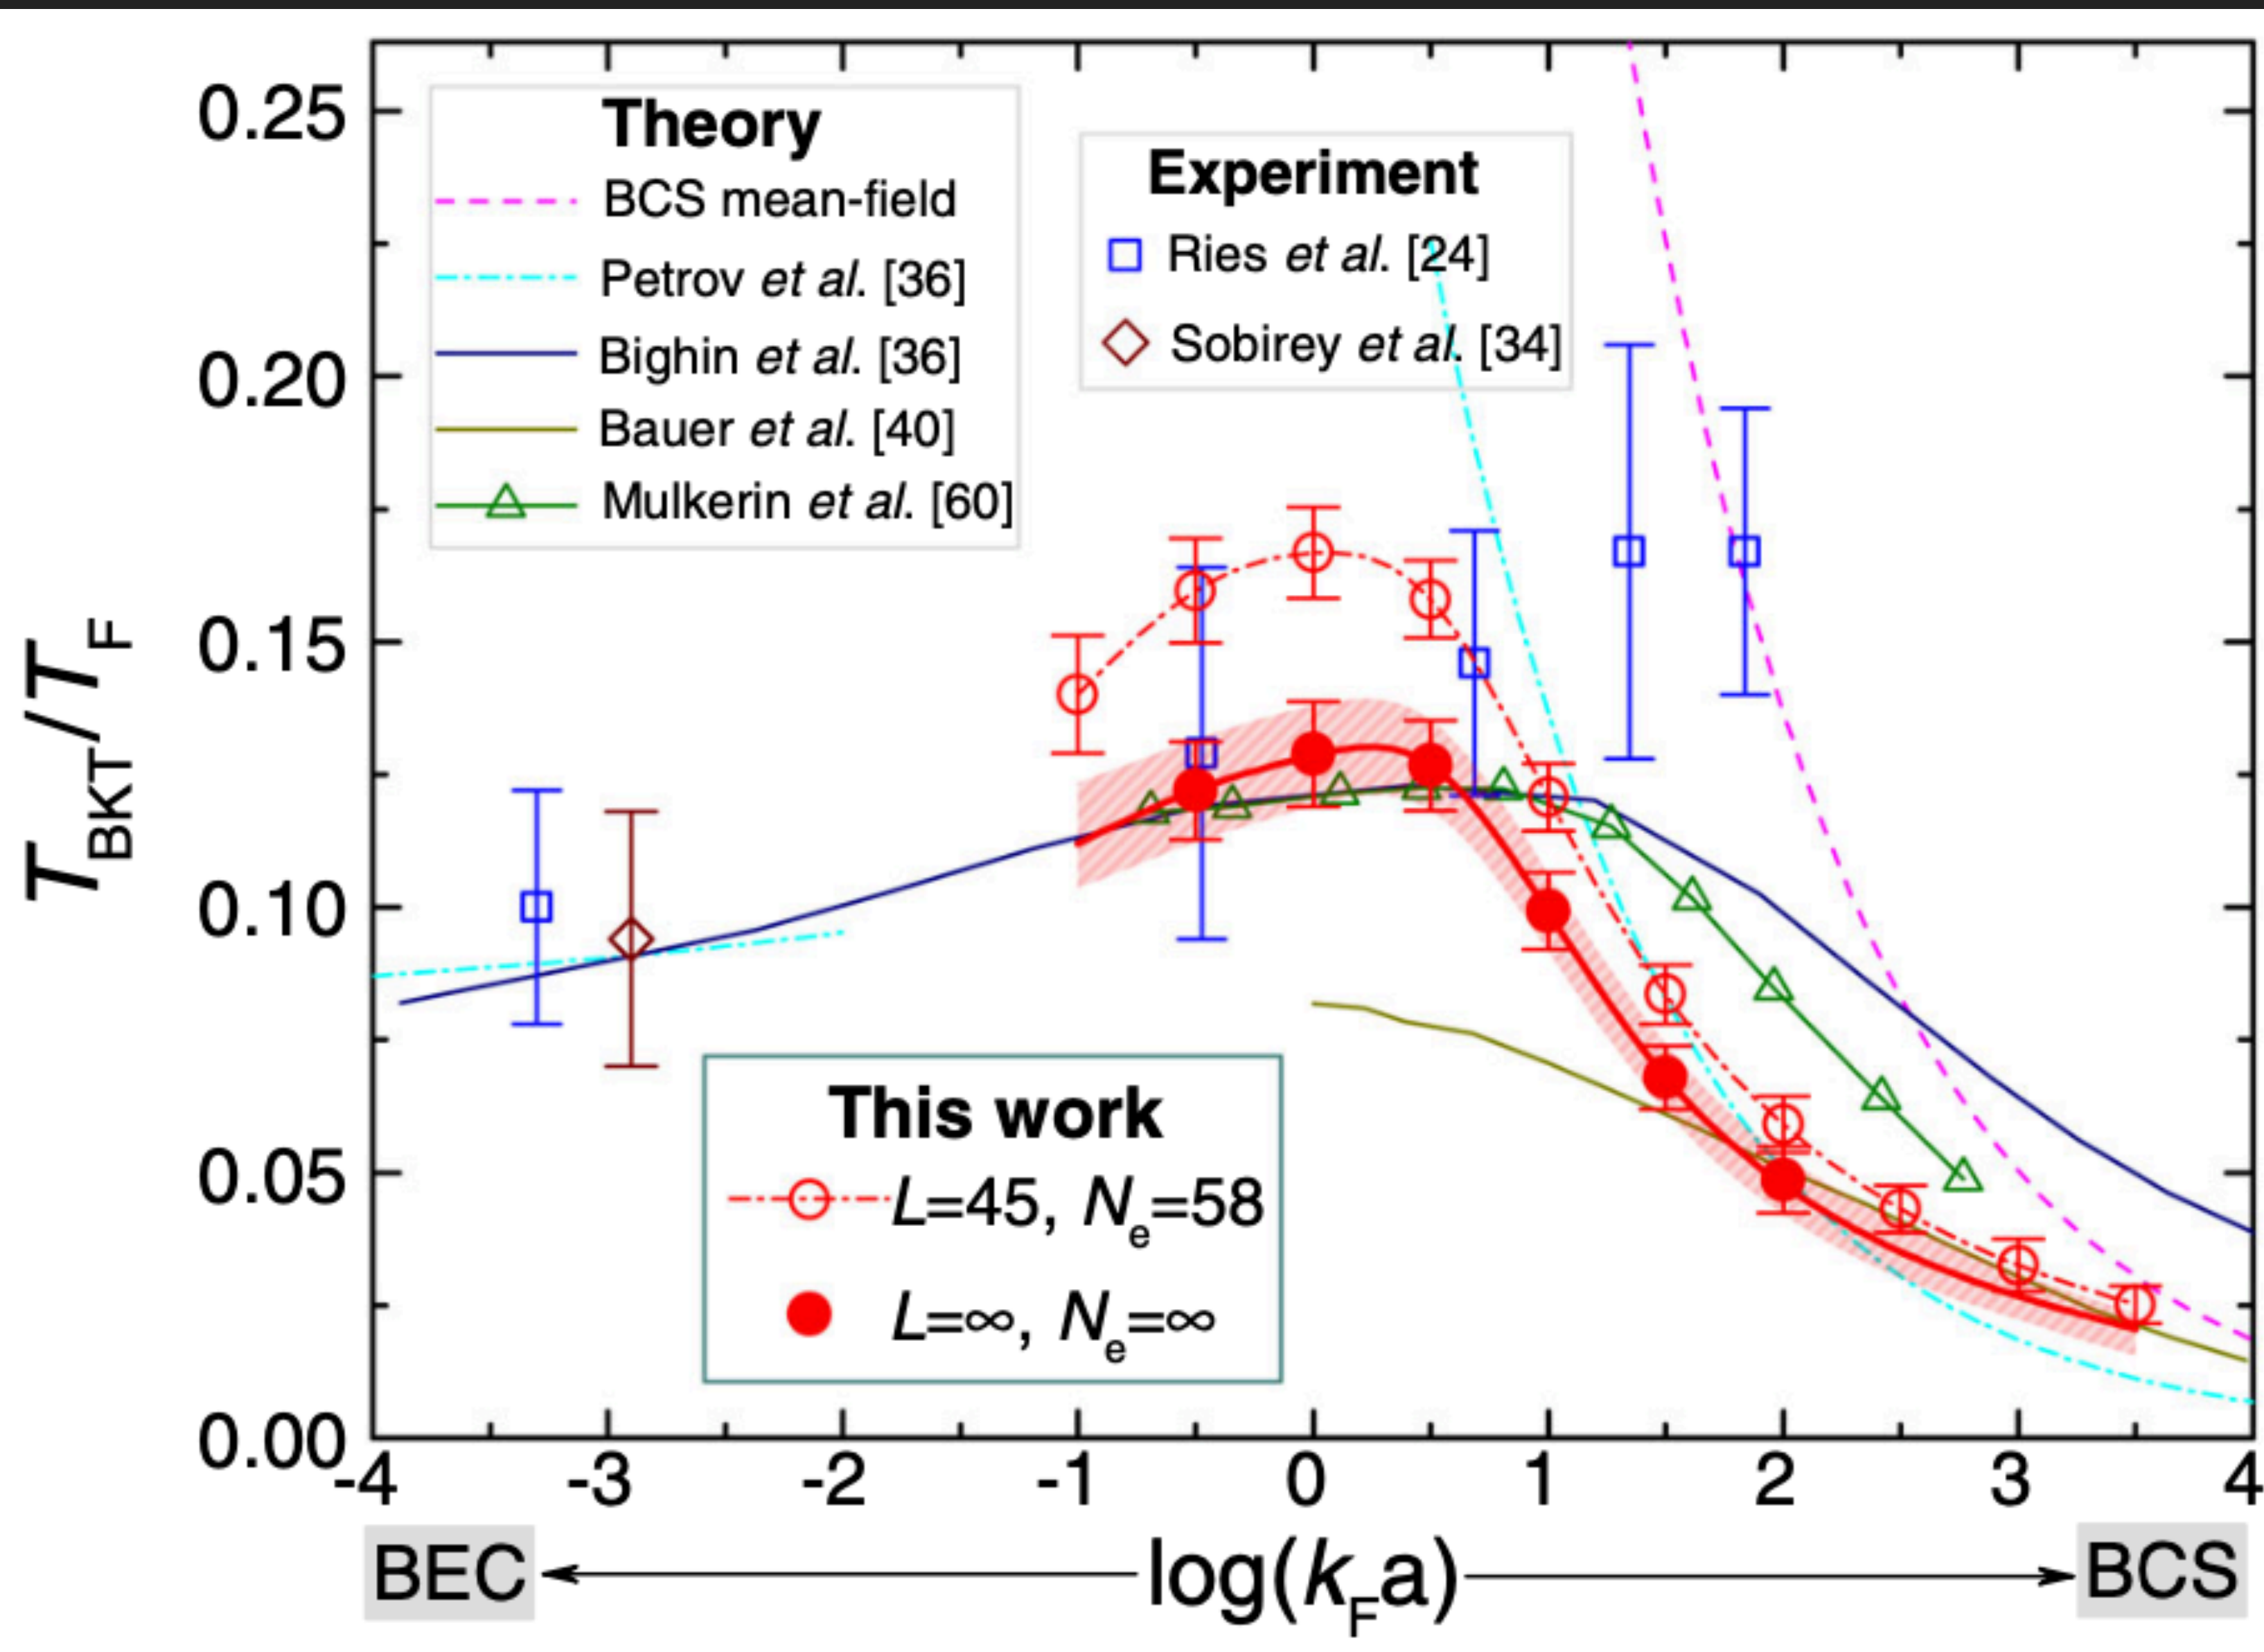 0.25
0.20
0.15
0.10
0.05
0.00
T_BKT/T_F
Theory
BCS mean-field
Petrov et al. [36]
Bighin et al. [36]
Bauer et al. [40]
Mulkerin et al. [60]
Experiment
Ries et al. [24]
Sobirey et al. [34]
This work
L=45, N_e=58
L=∞, N_e=∞
-4 -3 -2 -1 0 1 2 3 4
BEC log(k_Fa) BCS